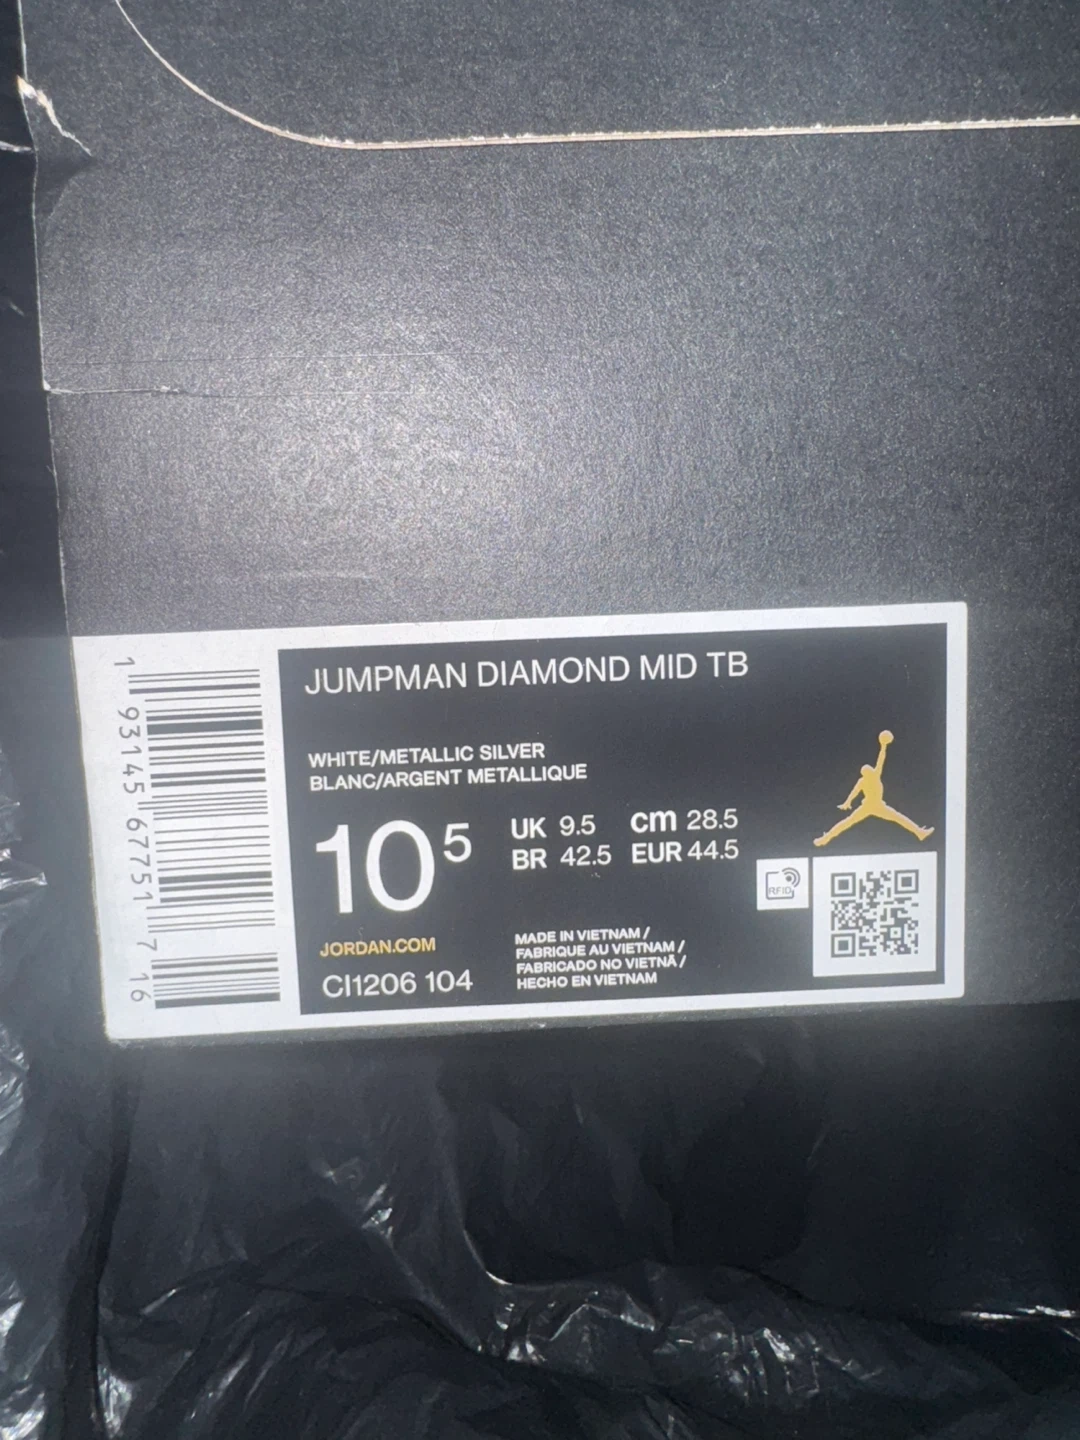 JUMPMAN DIAMOND MID TB
WHITE/METALLIC SILVER
BLANC/ARGENT METALLIQUE
10 5
UK 9.5 cm 28.5
BR 42.5 EUR 44.5
RFID
JORDAN.COM
CI1206 104
MADE IN VIETNAM /
FABRIQUE AU VIETNAM /
FABRICADO NO VIETNÃ /
HECHO EN VIETNAM
1 93145 67751 7 16